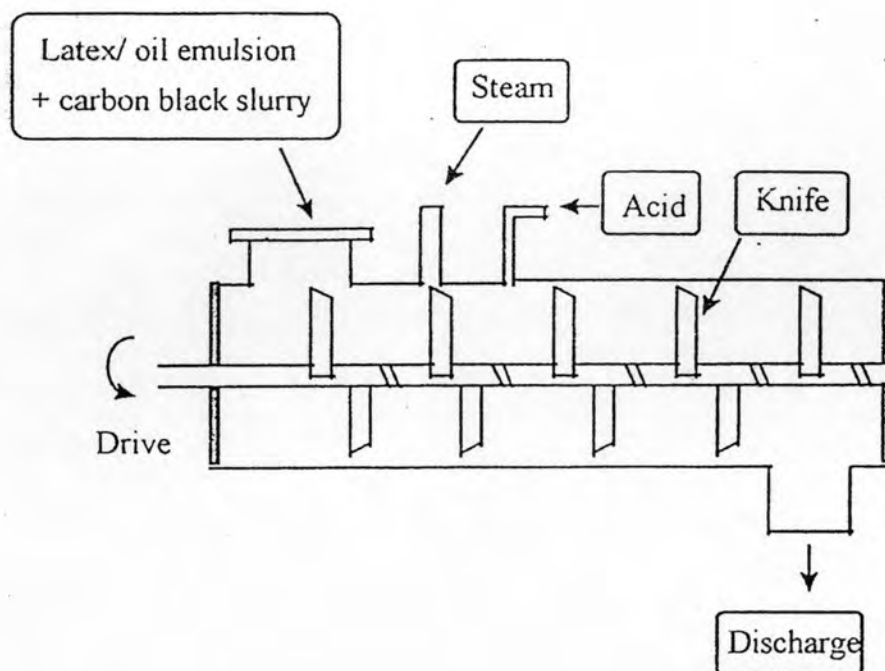 Latex/ oil emulsion
+ carbon black slurry
Steam
Acid
Knife
Drive
Discharge